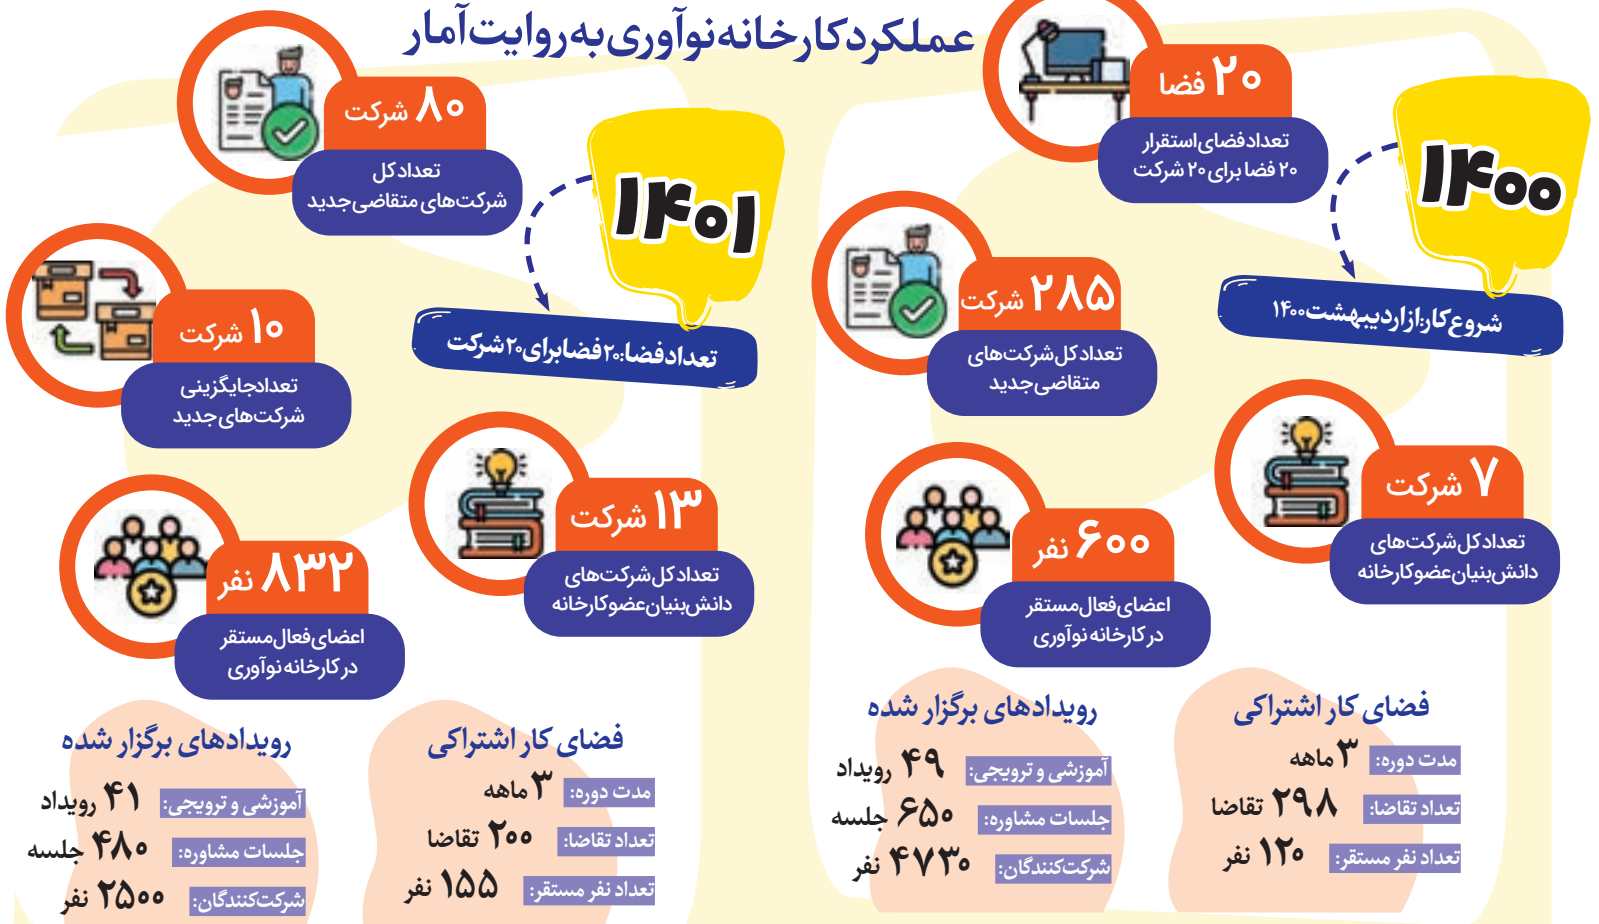 عملکرد کارخانه نوآوری به روایت آمار
۱۴۰۰
شروع کار: از اردیبهشت ۱۴۰۰
۲۰ فضا
تعداد فضای استقرار
۲۰ فضا برای ۲۰ شرکت
۲۸۵ شرکت
تعداد کل شرکت‌های
متقاضی جدید
۷ شرکت
تعداد کل شرکت‌های
دانش‌بنیان عضو کارخانه
۶۰۰ نفر
اعضای فعال مستقر
در کارخانه نوآوری
فضای کار اشتراکی
مدت دوره: ۳ ماهه
تعداد تقاضا: ۲۹۸ تقاضا
تعداد نفر مستقر: ۱۲۰ نفر
رویدادهای برگزار شده
آموزشی و ترویجی: ۴۹ رویداد
جلسات مشاوره: ۶۵۰ جلسه
شرکت‌کنندگان: ۴۷۳۰ نفر
۱۴۰۱
تعداد فضا: ۲۰ فضا برای ۲۰ شرکت
۸۰ شرکت
تعداد کل
شرکت‌های متقاضی جدید
۱۰ شرکت
تعداد جایگزینی
شرکت‌های جدید
۱۳ شرکت
تعداد کل شرکت‌های
دانش‌بنیان عضو کارخانه
۸۳۲ نفر
اعضای فعال مستقر
در کارخانه نوآوری
فضای کار اشتراکی
مدت دوره: ۳ ماهه
تعداد تقاضا: ۲۰۰ تقاضا
تعداد نفر مستقر: ۱۵۵ نفر
رویدادهای برگزار شده
آموزشی و ترویجی: ۴۱ رویداد
جلسات مشاوره: ۴۸۰ جلسه
شرکت‌کنندگان: ۲۵۰۰ نفر